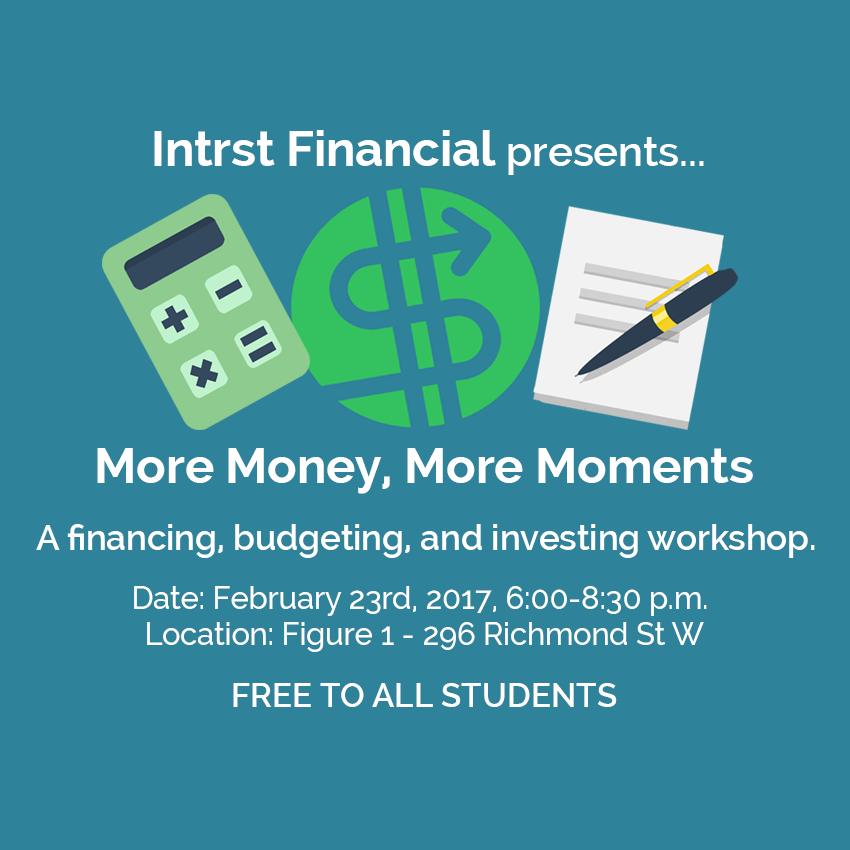 Intrst Financial presents...
More Money, More Moments
A financing, budgeting, and investing workshop.
Date: February 23rd, 2017, 6:00-8:30 p.m.
Location: Figure 1 - 296 Richmond St W
FREE TO ALL STUDENTS